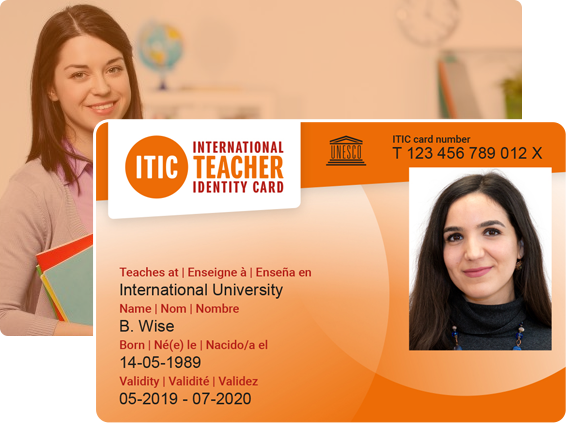 ITIC
INTERNATIONAL
TEACHER
IDENTITY CARD
UNESCO
ITIC card number
T 123 456 789 012 X
Teaches at | Enseigne à | Enseña en
International University
Name | Nom | Nombre
B. Wise
Born | Né(e) le | Nacido/a el
14-05-1989
Validity | Validité | Validez
05-2019 - 07-2020